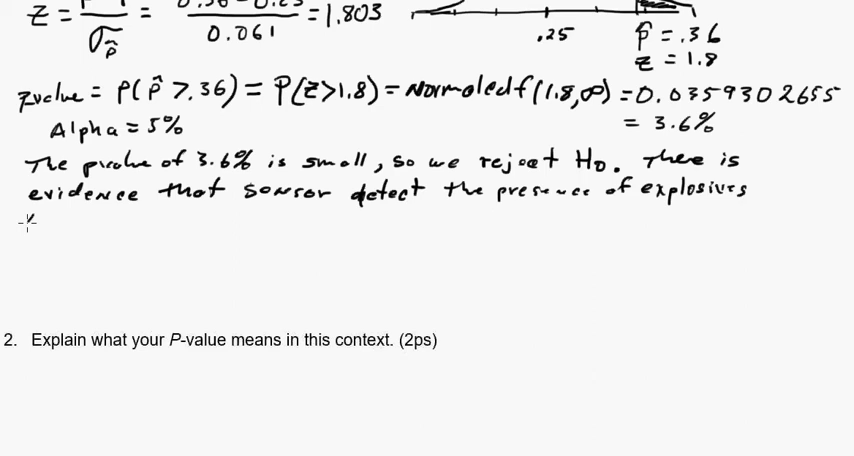 z = = = 1.803
σp̂ 0.061 .25 p̂ = .36
z = 1.8
pvalue = P(p̂ > .36) = P(z > 1.8) = Normalcdf(1.8, ∞) = 0.0359302655
Alpha = 5% = 3.6%
The pvalue of 3.6% is small, so we reject H₀. There is
evidence that sensor detect the presence of explosives
2. Explain what your P-value means in this context. (2ps)